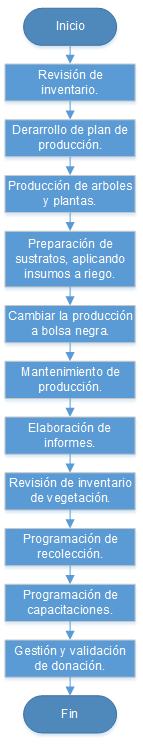 Inicio
Revisión de
inventario.
Derarrollo de plan de
producción.
Producción de arboles
y plantas.
Preparación de
sustratos, aplicando
insumos a riego.
Cambiar la producción
a bolsa negra.
Mantenimiento de
producción.
Elaboración de
informes.
Revisión de inventario
de vegetación.
Programación de
recolección.
Programación de
capacitaciones.
Gestión y validación
de donación.
Fin